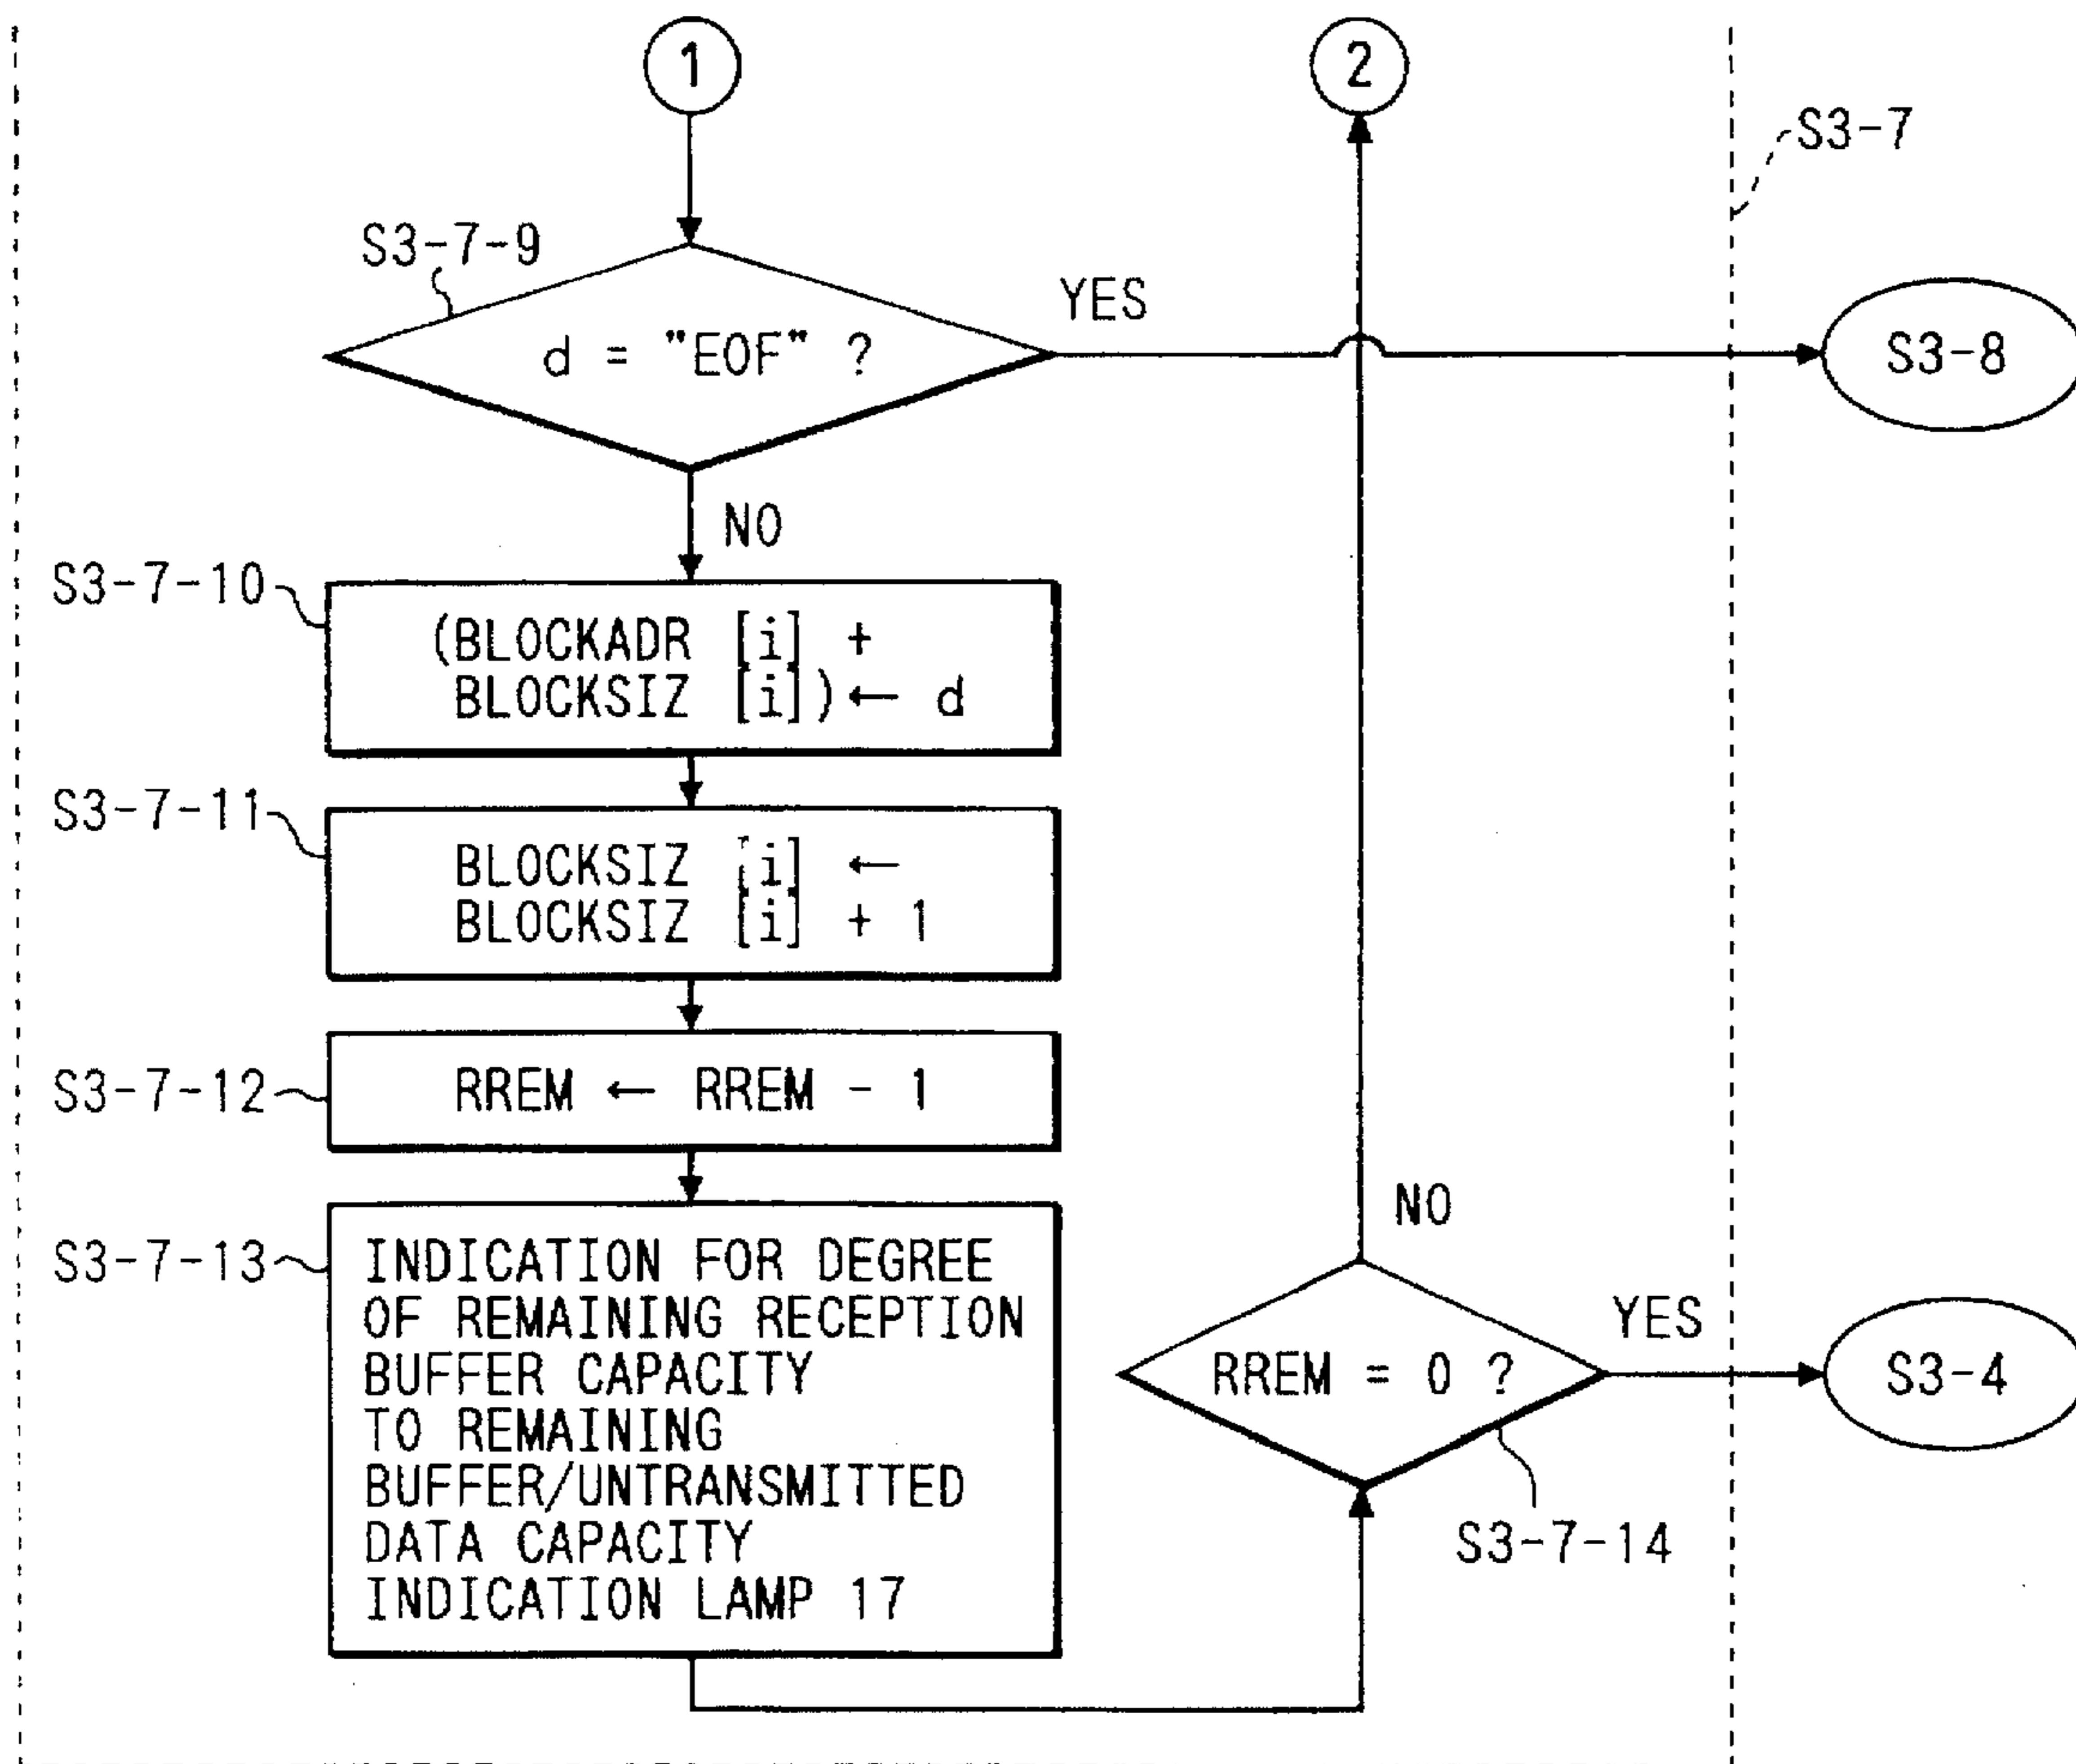 1
2
S3-7
S3-7-9
YES
d = "EOF" ?
S3-8
NO
S3-7-10
(BLOCKADR [i] +
BLOCKSIZ [i]) ← d
S3-7-11
BLOCKSIZ [i] ←
BLOCKSIZ [i] + 1
S3-7-12
RREM ← RREM - 1
S3-7-13
INDICATION FOR DEGREE
OF REMAINING RECEPTION
BUFFER CAPACITY
TO REMAINING
BUFFER/UNTRANSMITTED
DATA CAPACITY
INDICATION LAMP 17
NO
YES
RREM = 0 ?
S3-4
S3-7-14